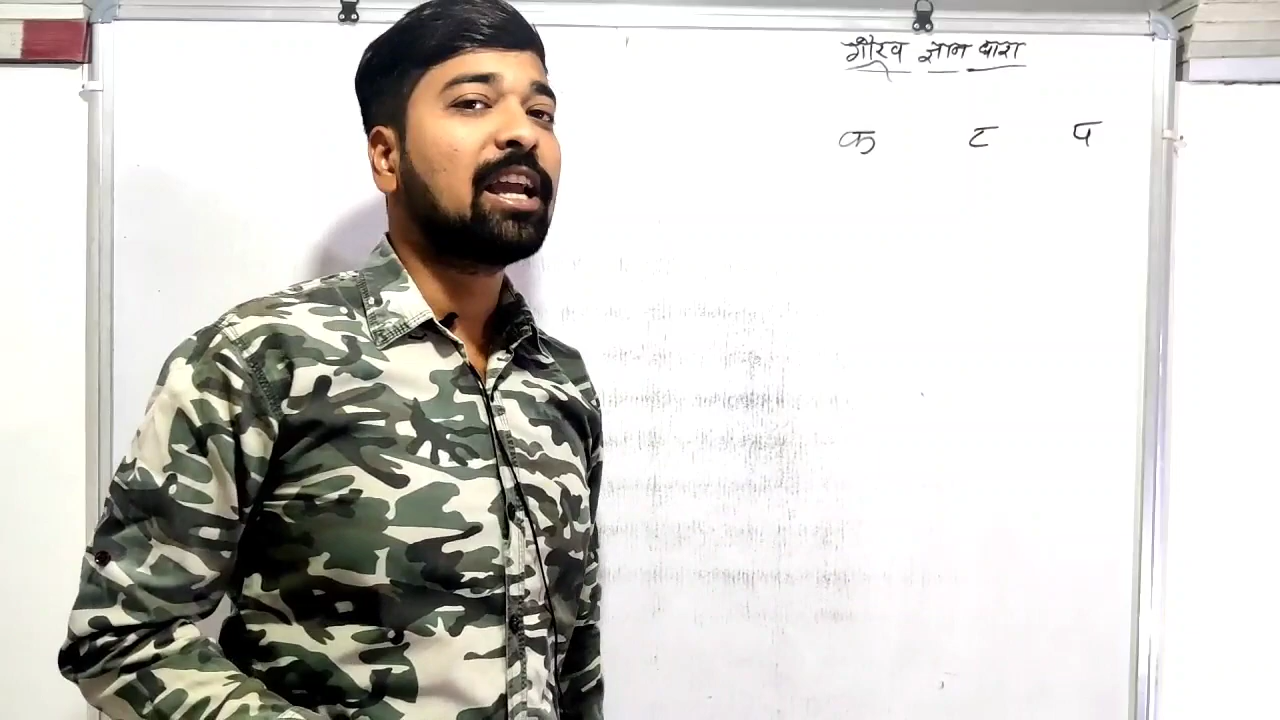 गौरव ज्ञान धारा
क ट प